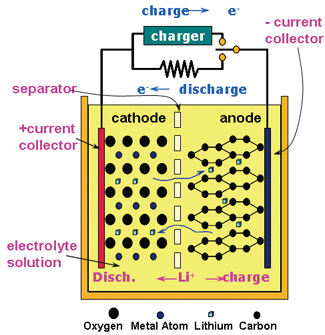 charge → e⁻
- current
collector
charger
e⁻ ← discharge
separator
cathode
anode
+current
collector
electrolyte
solution
Disch. ← Li⁺ → charge
Oxygen
Metal Atom
Lithium
Carbon